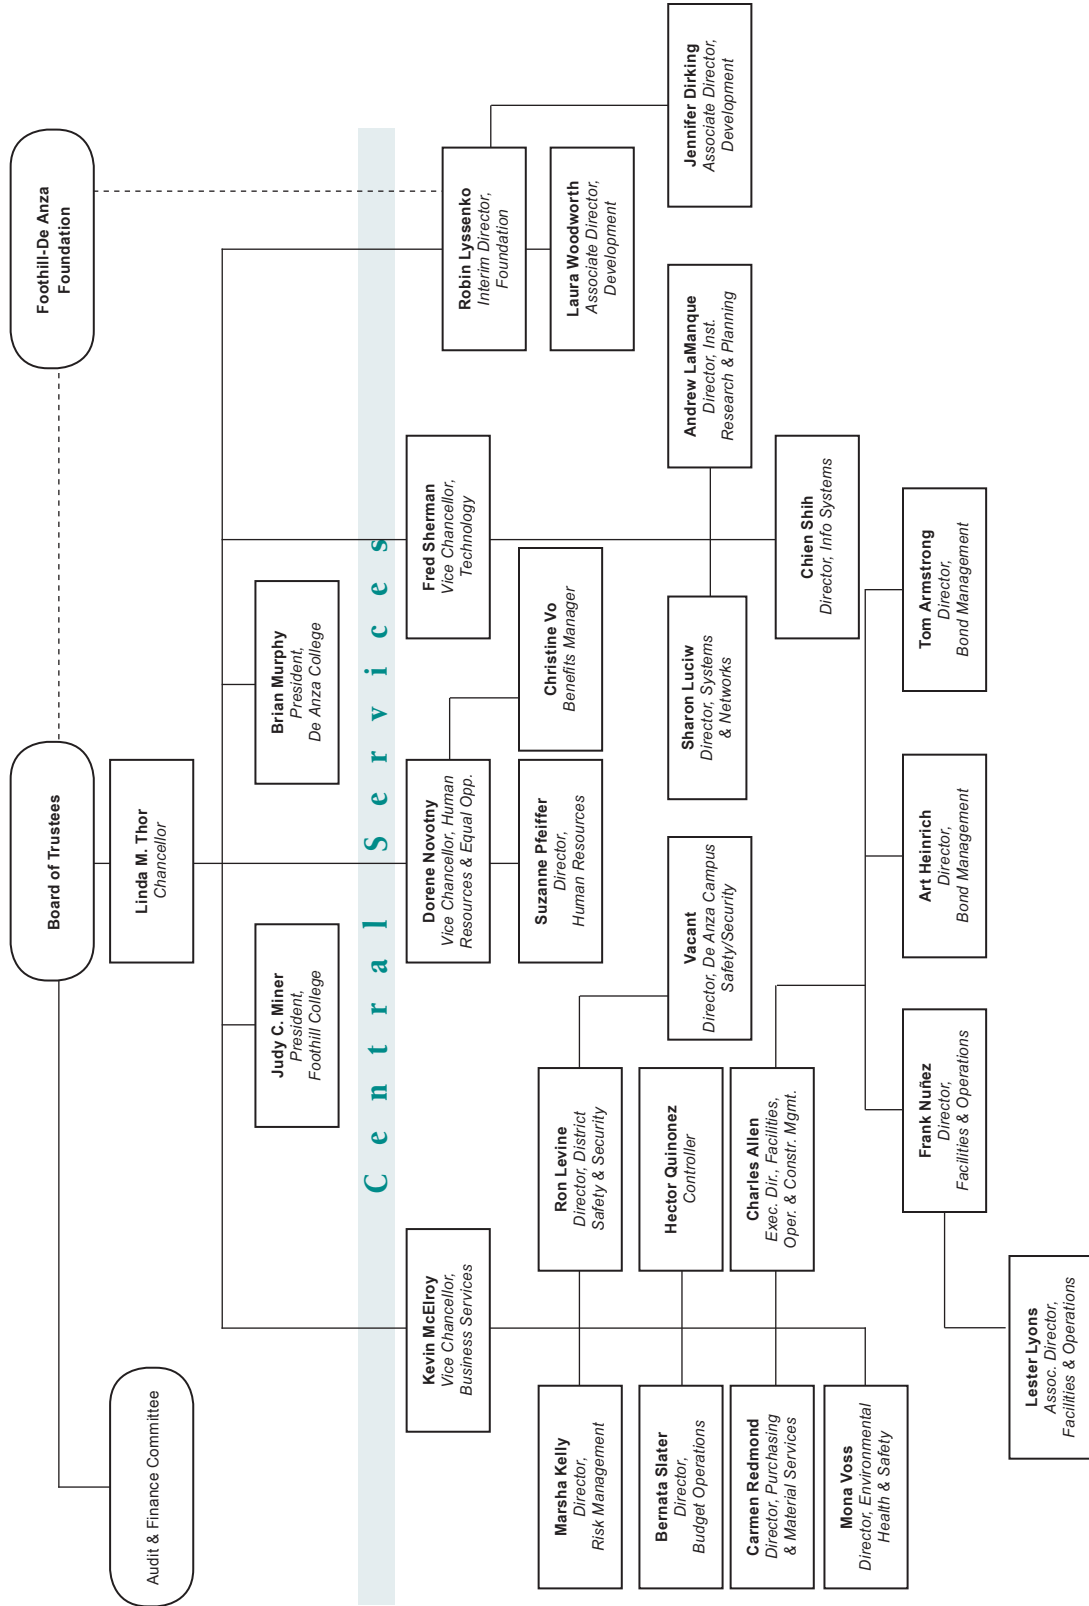 Audit & Finance Committee
Board of Trustees
Foothill-De Anza
Foundation
Linda M. Thor
Chancellor
Judy C. Miner
President,
Foothill College
Brian Murphy
President,
De Anza College
Central Services
Kevin McElroy
Vice Chancellor,
Business Services
Dorene Novotny
Vice Chancellor, Human
Resources & Equal Opp.
Fred Sherman
Vice Chancellor,
Technology
Robin Lyssenko
Interim Director,
Foundation
Marsha Kelly
Director,
Risk Management
Ron Levine
Director, District
Safety & Security
Suzanne Pfeiffer
Director,
Human Resources
Christine Vo
Benefits Manager
Laura Woodworth
Associate Director,
Development
Bernata Slater
Director,
Budget Operations
Hector Quinonez
Controller
Vacant
Director, De Anza Campus
Safety/Security
Sharon Luciw
Director, Systems
& Networks
Andrew LaManque
Director, Inst.
Research & Planning
Jennifer Dirking
Associate Director,
Development
Carmen Redmond
Director, Purchasing
& Material Services
Charles Allen
Exec. Dir., Facilities,
Oper. & Constr. Mgmt.
Chien Shih
Director, Info Systems
Mona Voss
Director, Environmental
Health & Safety
Frank Nuñez
Director,
Facilities & Operations
Art Heinrich
Director,
Bond Management
Tom Armstrong
Director,
Bond Management
Lester Lyons
Assoc. Director,
Facilities & Operations